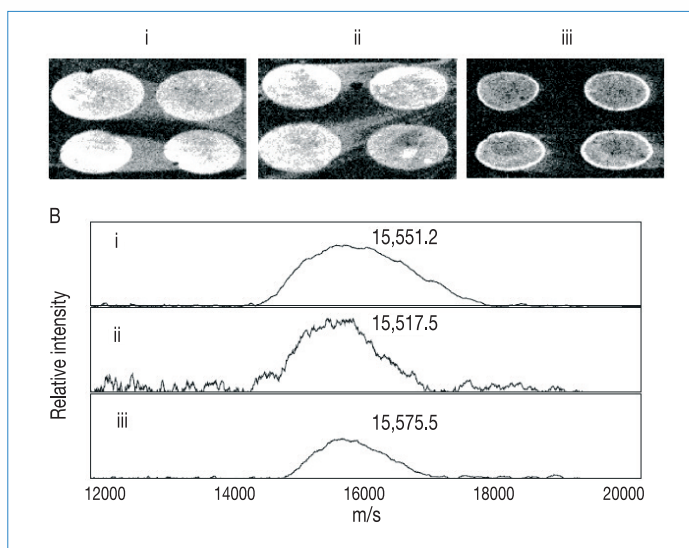 i ii iii
B
i 15,551.2
ii 15,517.5
iii 15,575.5
Relative intensity
12000 14000 16000 18000 20000
m/s